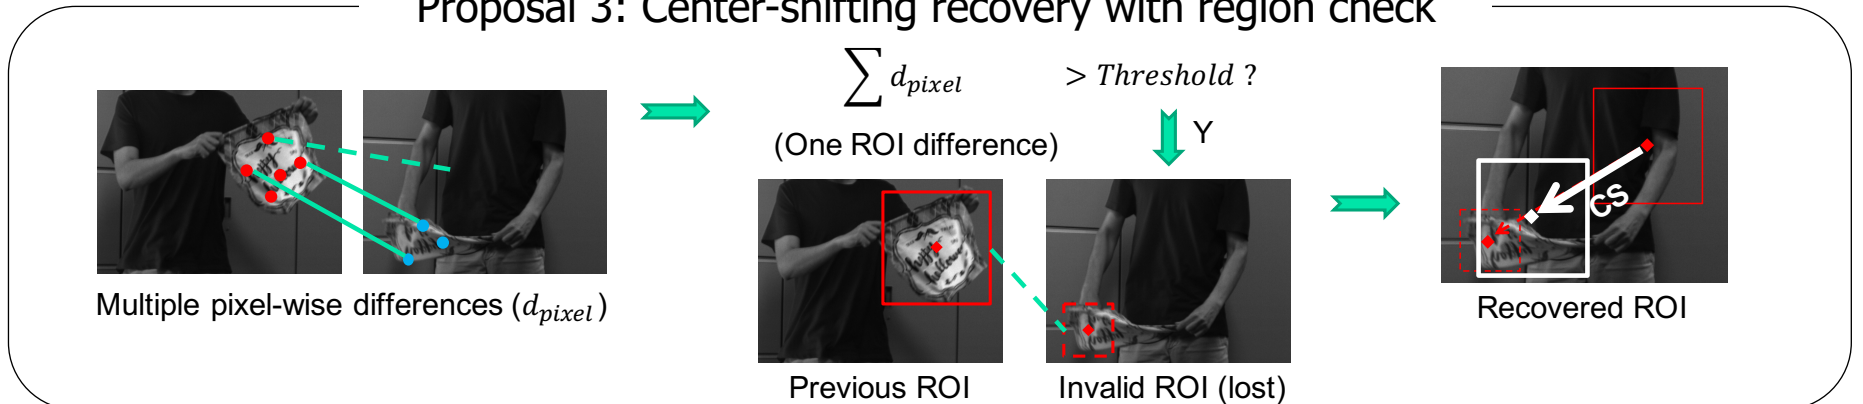 Proposal 3: Center-shifting recovery with region check
∑ d_pixel > Threshold ?
(One ROI difference)
Y
CS
Multiple pixel-wise differences (d_pixel)
Recovered ROI
Previous ROI
Invalid ROI (lost)